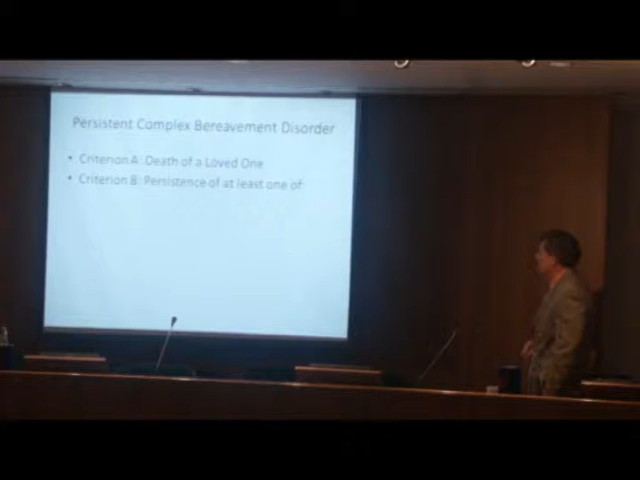 Persistent Complex Bereavement Disorder
• Criterion A: Death of a Loved One
• Criterion B: Persistence of at least one of: